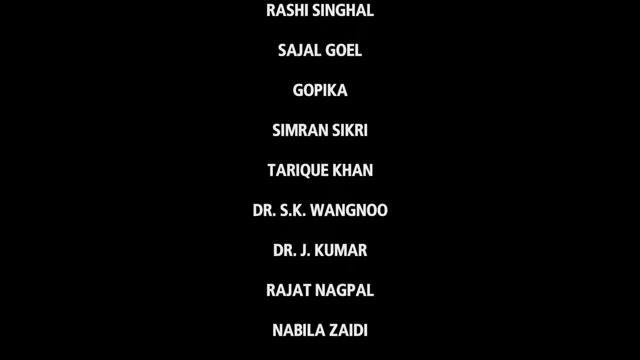 RASHI SINGHAL
SAJAL GOEL
GOPIKA
SIMRAN SIKRI
TARIQUE KHAN
DR. S.K. WANGNOO
DR. J. KUMAR
RAJAT NAGPAL
NABILA ZAIDI